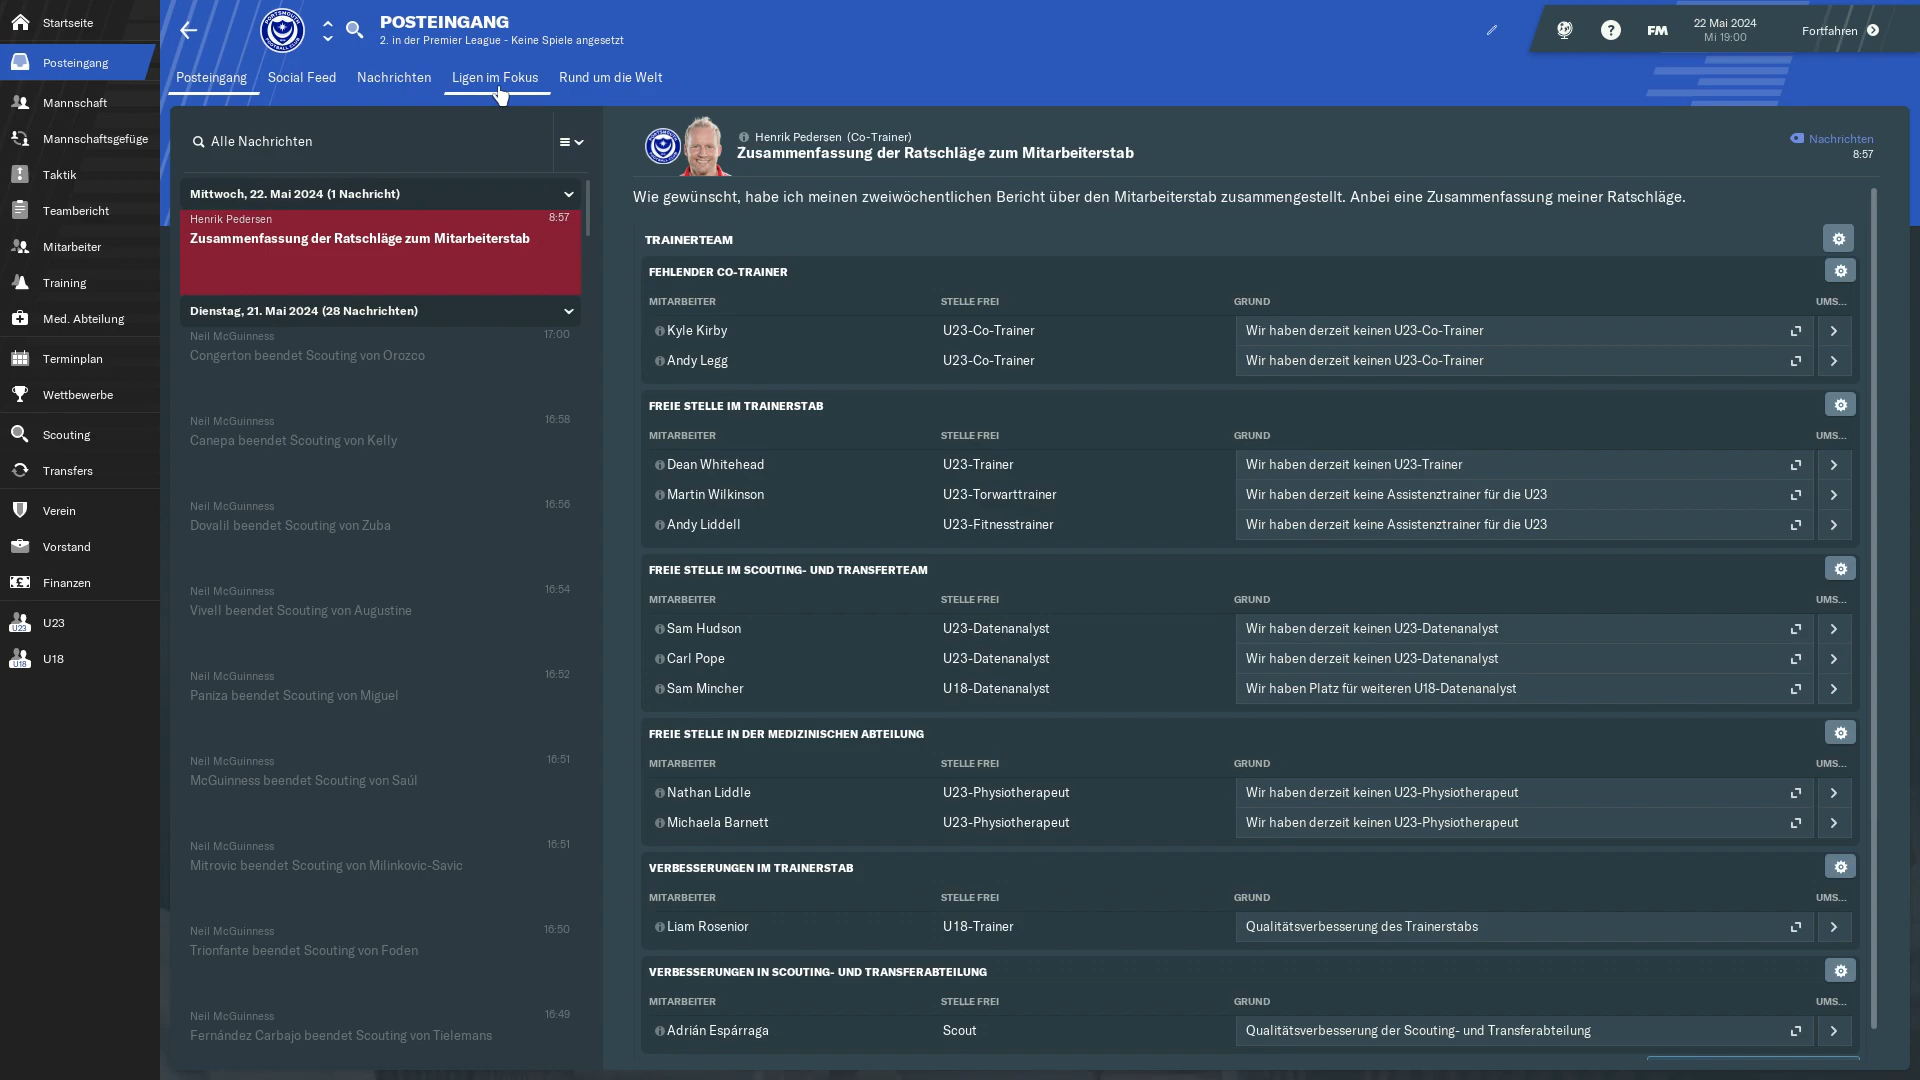 Startseite
Posteingang
Mannschaft
Mannschaftsgefüge
Taktik
Teambericht
Mitarbeiter
Training
Med. Abteilung
Terminplan
Wettbewerbe
Scouting
Transfers
Verein
Vorstand
Finanzen
U23
U23
U18
U18
POSTEINGANG
2. in der Premier League - Keine Spiele angesetzt
FM
22 Mai 2024
Mi 19:00
Fortfahren
Posteingang Social Feed Nachrichten Ligen im Fokus Rund um die Welt
Alle Nachrichten
Mittwoch, 22. Mai 2024 (1 Nachricht)
Henrik Pedersen 8:57
Zusammenfassung der Ratschläge zum Mitarbeiterstab
Dienstag, 21. Mai 2024 (28 Nachrichten)
Neil McGuinness 17:00
Congerton beendet Scouting von Orozco
Neil McGuinness 16:58
Canepa beendet Scouting von Kelly
Neil McGuinness 16:56
Dovalil beendet Scouting von Zuba
Neil McGuinness 16:54
Vivell beendet Scouting von Augustine
Neil McGuinness 16:52
Paniza beendet Scouting von Miguel
Neil McGuinness 16:51
McGuinness beendet Scouting von Saúl
Neil McGuinness 16:51
Mitrovic beendet Scouting von Milinkovic-Savic
Neil McGuinness 16:50
Trionfante beendet Scouting von Foden
Neil McGuinness 16:49
Fernández Carbajo beendet Scouting von Tielemans
Henrik Pedersen (Co-Trainer)
Zusammenfassung der Ratschläge zum Mitarbeiterstab
Nachrichten
8:57
Wie gewünscht, habe ich meinen zweiwöchentlichen Bericht über den Mitarbeiterstab zusammengestellt. Anbei eine Zusammenfassung meiner Ratschläge.
TRAINERTEAM
FEHLENDER CO-TRAINER
MITARBEITER STELLE FREI GRUND UMS...
Kyle Kirby U23-Co-Trainer Wir haben derzeit keinen U23-Co-Trainer
Andy Legg U23-Co-Trainer Wir haben derzeit keinen U23-Co-Trainer
FREIE STELLE IM TRAINERSTAB
MITARBEITER STELLE FREI GRUND UMS...
Dean Whitehead U23-Trainer Wir haben derzeit keinen U23-Trainer
Martin Wilkinson U23-Torwarttrainer Wir haben derzeit keine Assistenztrainer für die U23
Andy Liddell U23-Fitnesstrainer Wir haben derzeit keine Assistenztrainer für die U23
FREIE STELLE IM SCOUTING- UND TRANSFERTEAM
MITARBEITER STELLE FREI GRUND UMS...
Sam Hudson U23-Datenanalyst Wir haben derzeit keinen U23-Datenanalyst
Carl Pope U23-Datenanalyst Wir haben derzeit keinen U23-Datenanalyst
Sam Mincher U18-Datenanalyst Wir haben Platz für weiteren U18-Datenanalyst
FREIE STELLE IN DER MEDIZINISCHEN ABTEILUNG
MITARBEITER STELLE FREI GRUND UMS...
Nathan Liddle U23-Physiotherapeut Wir haben derzeit keinen U23-Physiotherapeut
Michaela Barnett U23-Physiotherapeut Wir haben derzeit keinen U23-Physiotherapeut
VERBESSERUNGEN IM TRAINERSTAB
MITARBEITER STELLE FREI GRUND UMS...
Liam Rosenior U18-Trainer Qualitätsverbesserung des Trainerstabs
VERBESSERUNGEN IN SCOUTING- UND TRANSFERABTEILUNG
MITARBEITER STELLE FREI GRUND UMS...
Adrián Espárraga Scout Qualitätsverbesserung der Scouting- und Transferabteilung